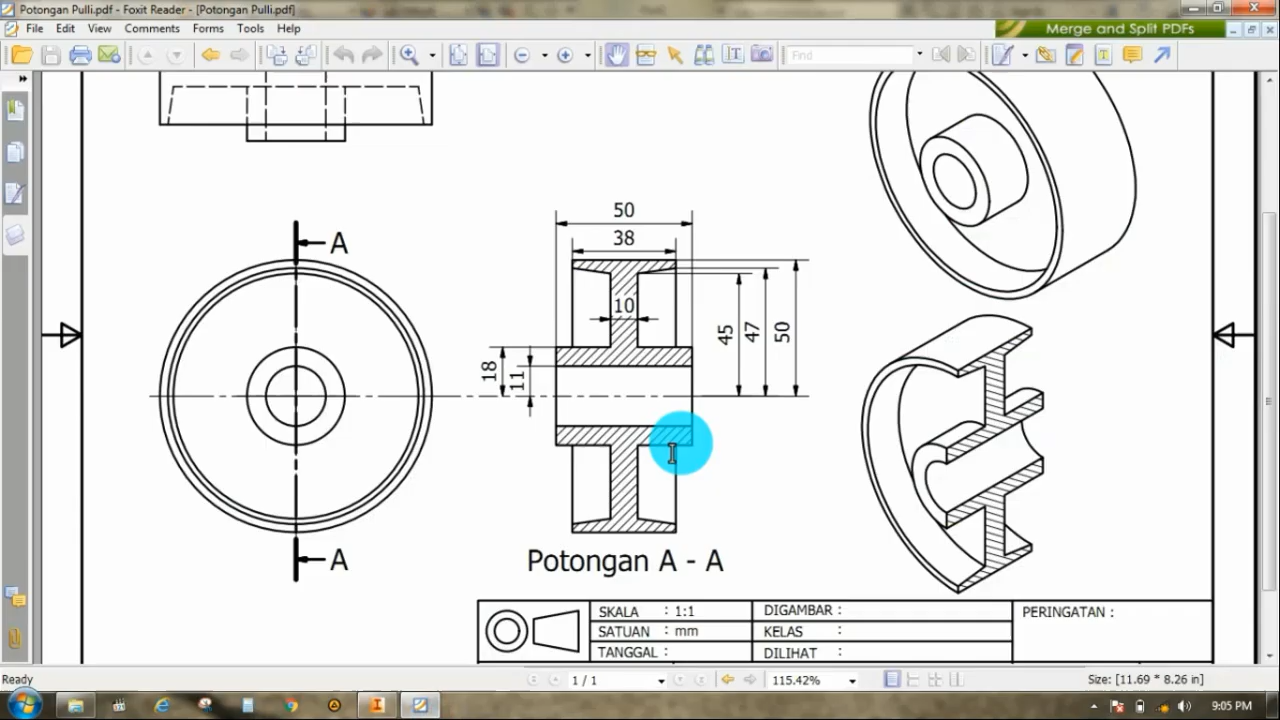 Potongan Pulli.pdf - Foxit Reader - [Potongan Pulli.pdf]
File Edit View Comments Forms Tools Help
Merge and Split PDFs
Find
50
38
A
10
45
47
50
18
11
A
Potongan A - A
SKALA : 1:1
DIGAMBAR :
PERINGATAN :
SATUAN : mm
KELAS :
TANGGAL :
DILIHAT :
Ready
1 / 1
115.42%
Size: [11.69 * 8.26 in]
9:05 PM